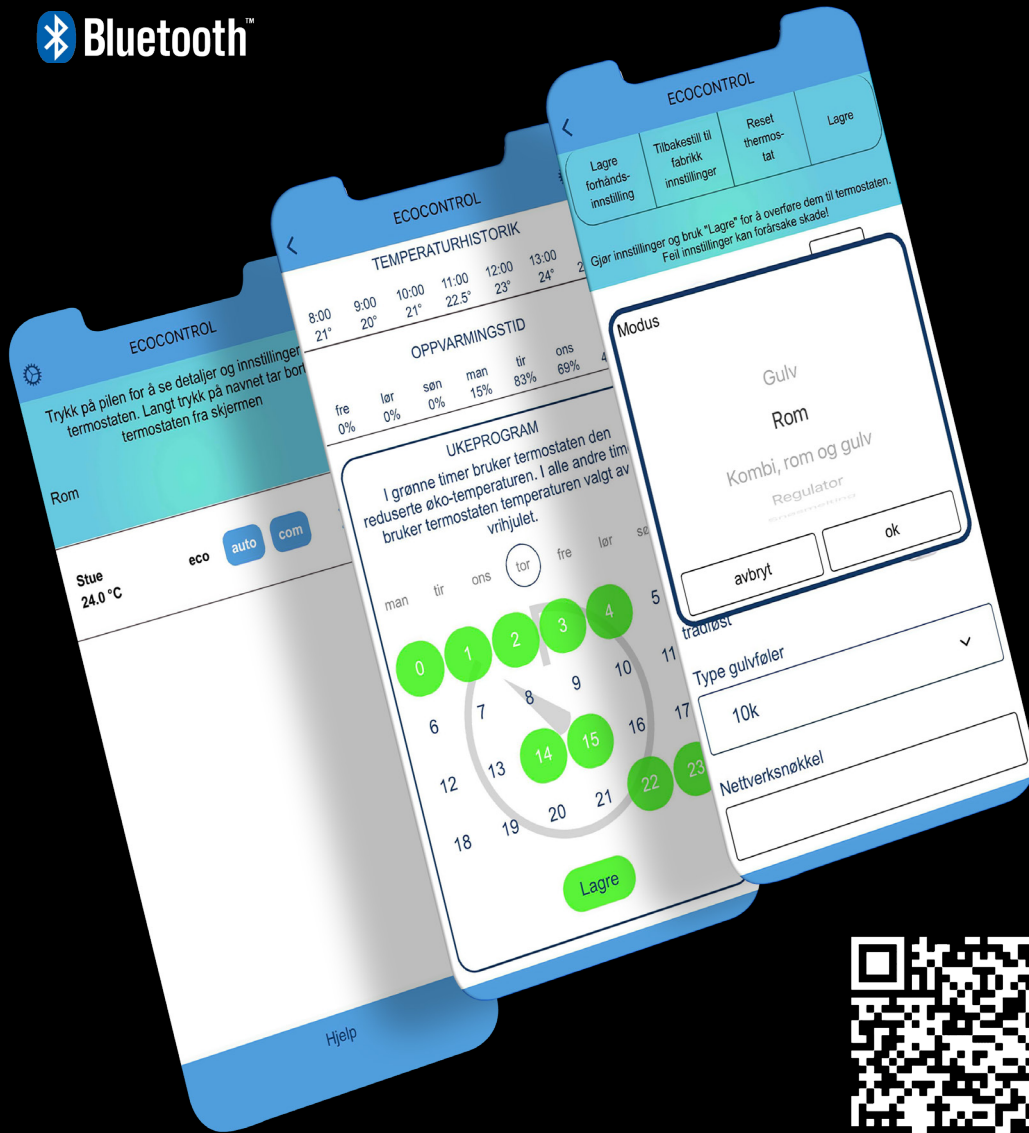 Bluetooth™
ECOCONTROL
Trykk på pilen for å se detaljer og innstillinger
termostaten. Langt trykk på navnet tar bort
termostaten fra skjermen
Rom
Stue
24.0 °C
eco auto com
Hjelp
ECOCONTROL
TEMPERATURHISTORIK
8:00 9:00 10:00 11:00 12:00 13:00
21° 20° 21° 22.5° 23° 24° 2
OPPVARMINGSTID
fre lør søn man tir ons
0% 0% 0% 15% 83% 69% 4
UKEPROGRAM
I grønne timer bruker termostaten den
reduserte øko-temperaturen. I alle andre time
bruker termostaten temperaturen valgt av
vrihjulet.
man tir ons tor fre lør sø
0 1 2 3 4 5
6 7 8 9 10 11
12 13 14 15 16 17
18 19 20 21 22 23
Lagre
ECOCONTROL
Lagre
forhånds-
innstilling
Tilbakestill til
fabrikk
innstillinger
Reset
thermos-
tat
Lagre
Gjør innstillinger og bruk "Lagre" for å overføre dem til termostaten.
Feil innstillinger kan forårsake skade!
Modus
Gulv
Rom
Kombi, rom og gulv
Regulator
avbryt ok
trådløst
Type gulvføler
10k
Nettverksnøkkel